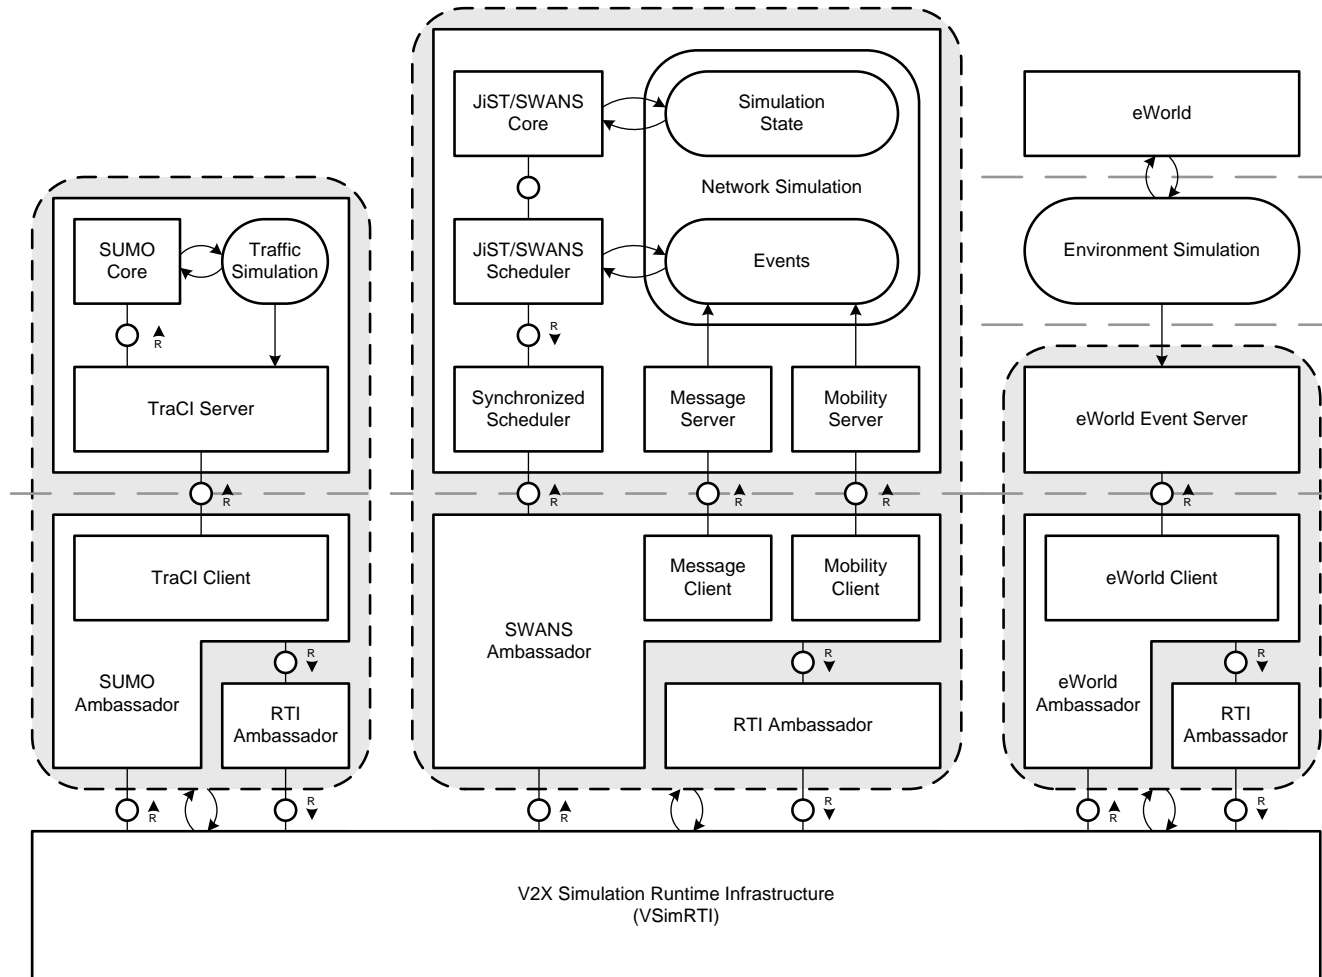 JiST/SWANS
Core
Simulation
State
eWorld
Network Simulation
SUMO
Core
Traffic
Simulation
JiST/SWANS
Scheduler
Events
Environment Simulation
R
R
TraCI Server
Synchronized
Scheduler
Message
Server
Mobility
Server
eWorld Event Server
R
R
R
R
R
TraCI Client
Message
Client
Mobility
Client
eWorld Client
SWANS
Ambassador
R
R
R
SUMO
Ambassador
RTI
Ambassador
RTI Ambassador
eWorld
Ambassador
RTI
Ambassador
R
R
R
R
R
R
V2X Simulation Runtime Infrastructure
(VSimRTI)